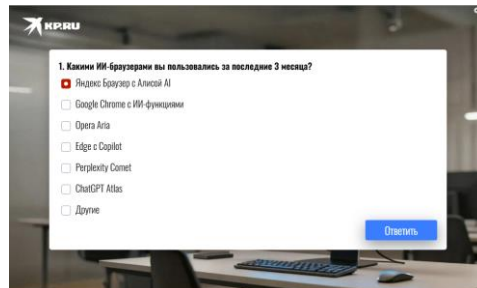 KP.RU
1. Какими ИИ-браузерами вы пользовались за последние 3 месяца?
Яндекс Браузер с Алисой AI
Google Chrome с ИИ-функциями
Opera Aria
Edge с Copilot
Perplexity Comet
ChatGPT Atlas
Другие
Ответить